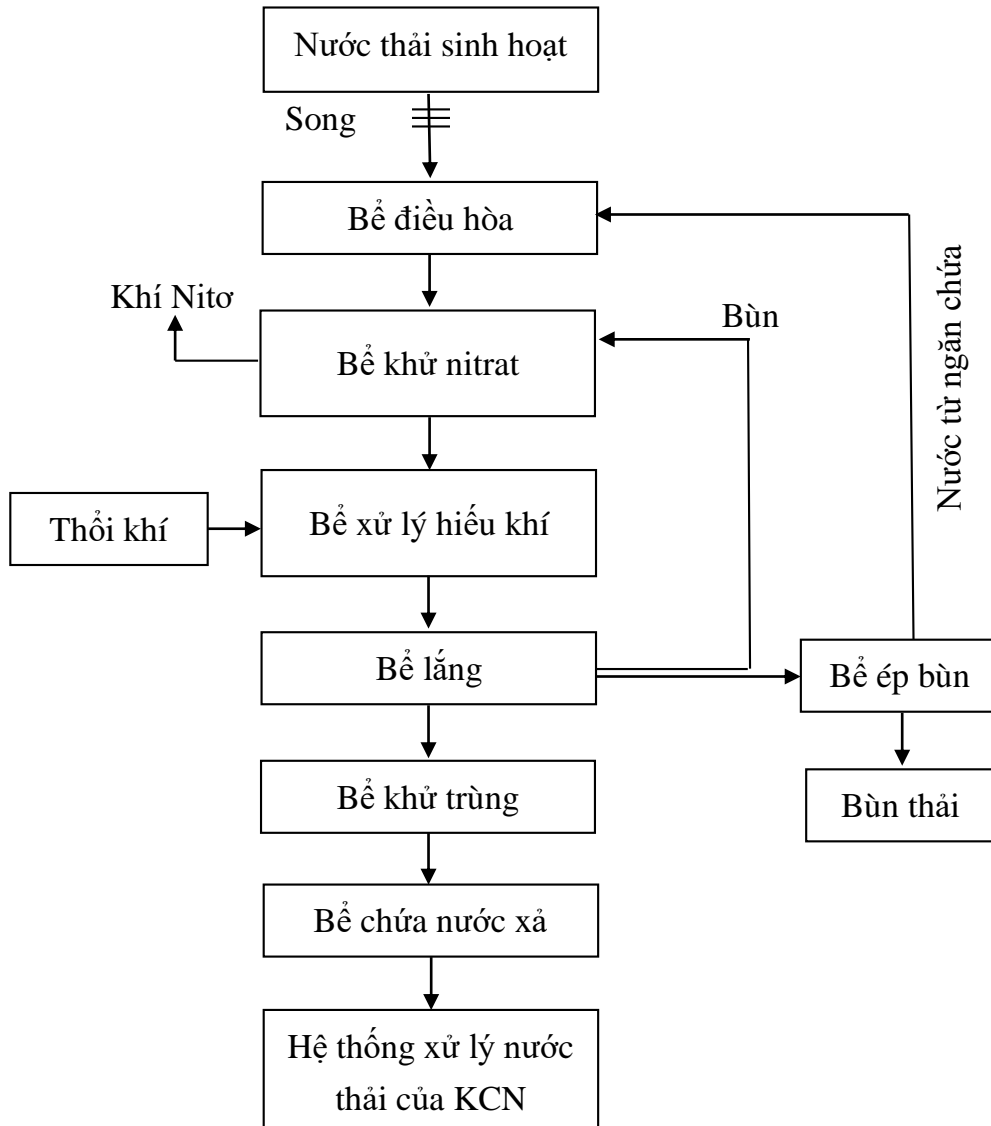 Nước thải sinh hoạt
Song
Bể điều hòa
Khí Nitơ
Bùn
Bể khử nitrat
Nước từ ngăn chứa
Thổi khí
Bể xử lý hiếu khí
Bể lắng
Bể ép bùn
Bể khử trùng
Bùn thải
Bể chứa nước xả
Hệ thống xử lý nước
thải của KCN